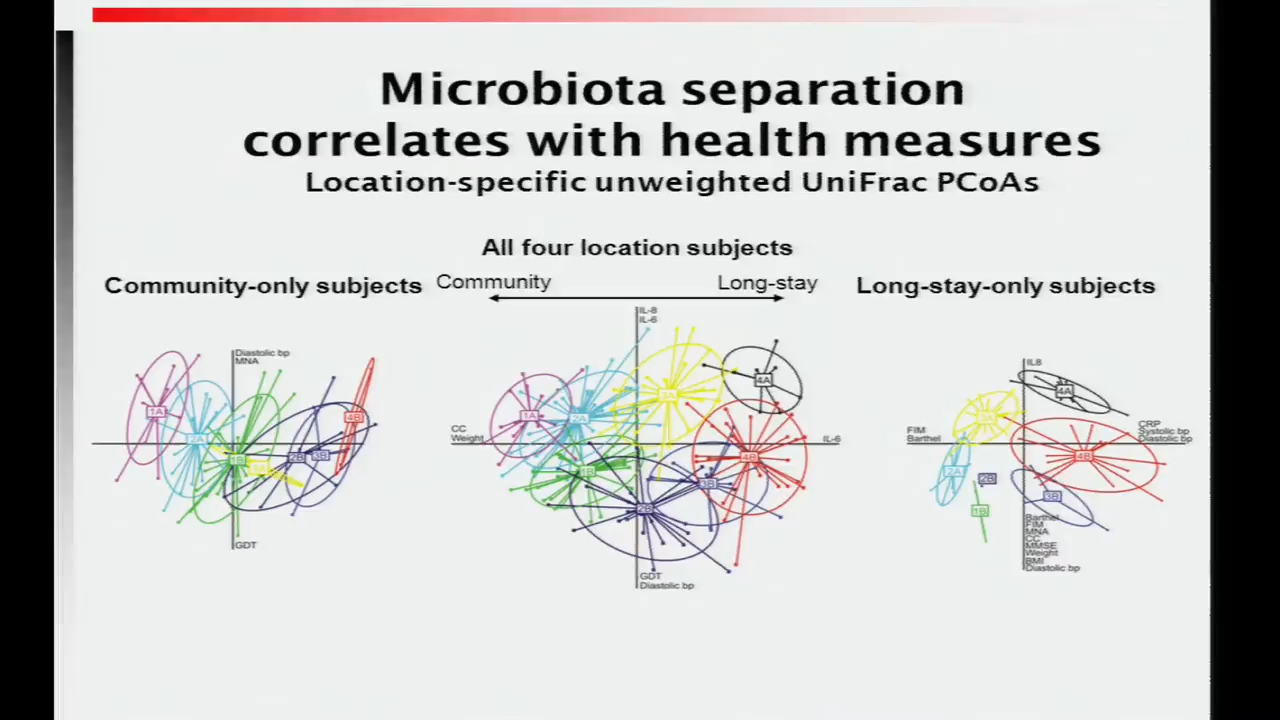 Microbiota separation
correlates with health measures
Location-specific unweighted UniFrac PCoAs
All four location subjects
Community-only subjects
Community
Long-stay
Long-stay-only subjects
Diastolic bp
MNA
1A
2A
1B
3A
2B
3B
4B
GDT
IL-8
IL-6
CC
Weight
IL-6
1A
2A
3A
4A
1B
2B
3B
4B
GDT
Diastolic bp
IL8
FIM
Barthel
CRP
Systolic bp
Diastolic bp
4A
3A
2A
2B
1B
4B
3B
Barthel
FIM
MNA
CC
MMSE
Weight
BMI
Diastolic bp